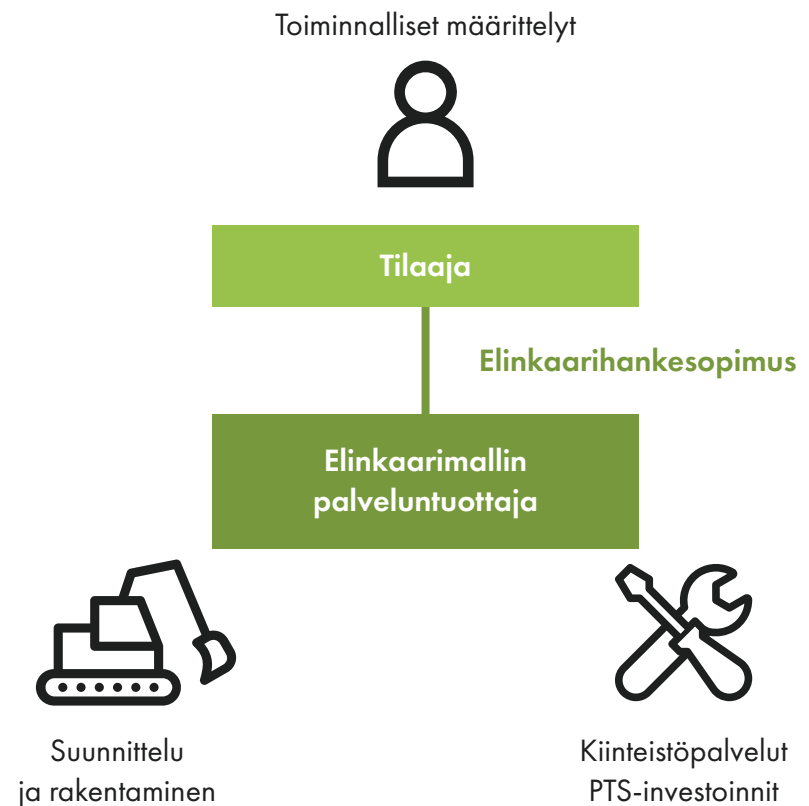 Toiminnalliset määrittelyt
Tilaaja
Elinkaarihankesopimus
Elinkaarimallin
palveluntuottaja
Suunnittelu
ja rakentaminen
Kiinteistöpalvelut
PTS-investoinnit